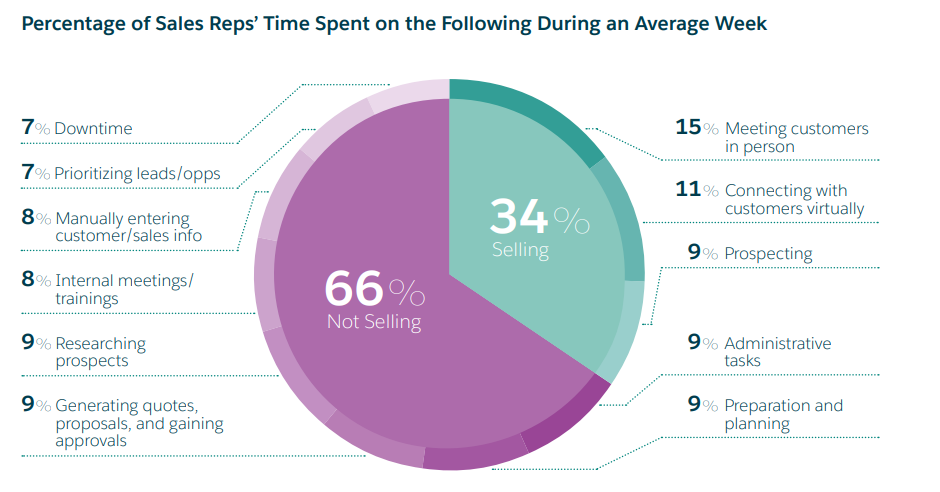 Percentage of Sales Reps’ Time Spent on the Following During an Average Week
7% Downtime
7% Prioritizing leads/opps
8% Manually entering
customer/sales info
8% Internal meetings/
trainings
9% Researching
prospects
9% Generating quotes,
proposals, and gaining
approvals
66%
Not Selling
34%
Selling
15% Meeting customers
in person
11% Connecting with
customers virtually
9% Prospecting
9% Administrative
tasks
9% Preparation and
planning